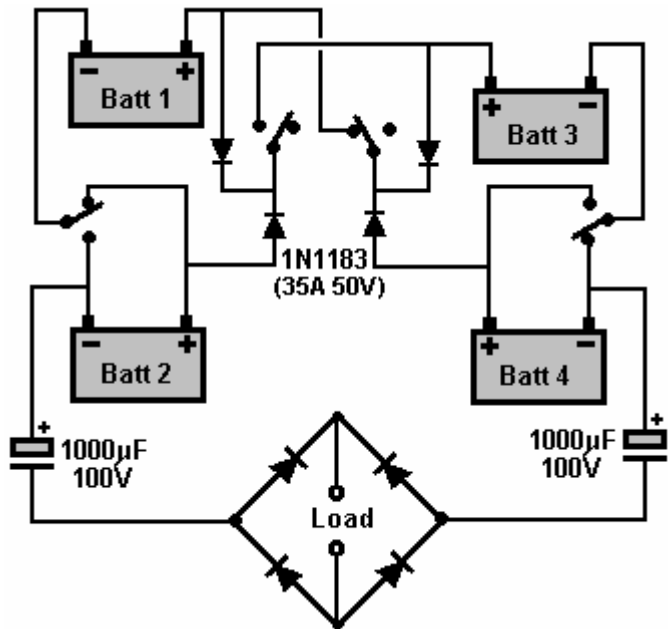 - +
Batt 1
+ -
Batt 3
1N1183
(35A 50V)
- +
Batt 2
+ -
Batt 4
+
1000µF
100V
+
1000µF
100V
Load